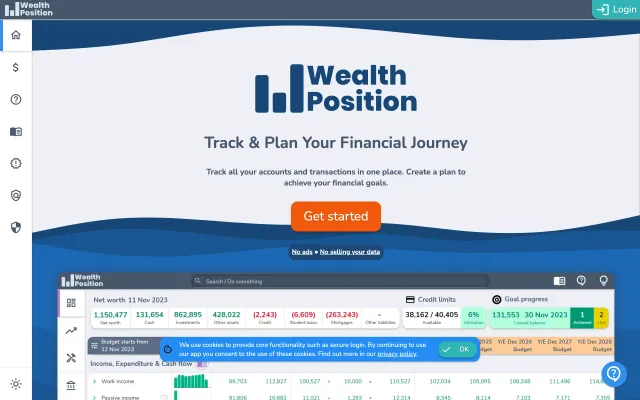 Wealth
Position
Login
Wealth
Position
Track & Plan Your Financial Journey
Track all your accounts and transactions in one place. Create a plan to
achieve your financial goals.
Get started
No ads • No selling your data
Wealth
Position
Search / Do something
Net worth 11 Nov 2023
Credit limits
Goal progress
1,150,477 131,654 862,895 428,022 (2,243) (6,609) (263,243) -
Net worth Cash Investments Other assets Credit Student loans Mortgages Other liabilities
38,162 / 40,405 6%
Available Utilisation
131,553 30 Nov 2023 1 2
Lowest balance Achieved
Budget starts from
12 Nov 2023
2025 Y/E Dec 2026 Y/E Dec 2027 Y/E Dec 2028
Budget Budget Budget
We use cookies to provide core functionality such as secure login. By continuing to
use our app you consent to the use of these cookies. Find out more in our privacy policy.
OK
Income, Expenditure & Cash flow
Work income 89,703 112,827 100,527 - 10,000 - 110,527 102,034 105,095 108,248 111,496
Passive income 91,806 16,682 11,021 - 1,293 - 12,314 8,345 8,114 7,103 7,171 7,355